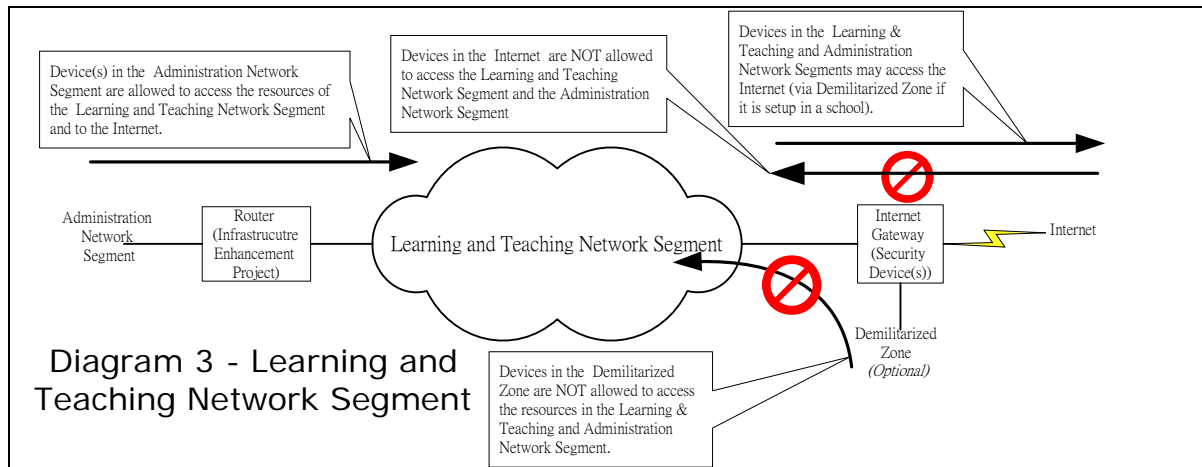 Device(s) in the Administration Network
Segment are allowed to access the resources of
the Learning and Teaching Network Segment
and to the Internet.
Devices in the Internet are NOT allowed
to access the Learning and Teaching
Network Segment and the Administration
Network Segment
Devices in the Learning &
Teaching and Administration
Network Segments may access the
Internet (via Demilitarized Zone if
it is setup in a school).
Administration
Network
Segment
Router
(Infrastrucutre
Enhancement
Project)
Learning and Teaching Network Segment
Internet
Gateway
(Security
Device(s))
Internet
Demilitarized
Zone
(Optional)
Diagram 3 - Learning and
Teaching Network Segment
Devices in the Demilitarized
Zone are NOT allowed to access
the resources in the Learning &
Teaching and Administration
Network Segment.